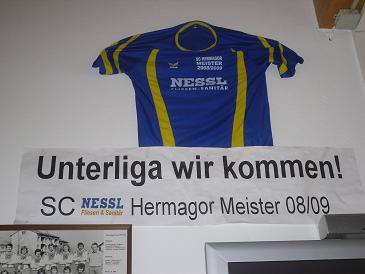 SC HERMAGOR
MEISTER
2008/2009
NESSL
FLIESEN-SANITÄR
Unterliga wir kommen!
SC NESSL Fliesen & Sanitär Hermagor Meister 08/09